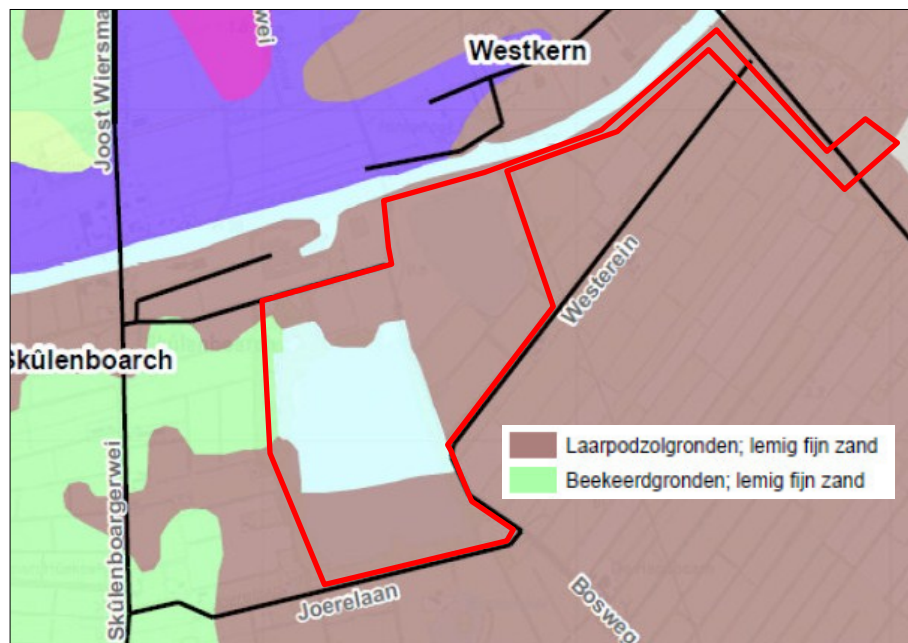 Joost Wiersma
wei
Westkern
Westerein
Skûlenboarch
Laarpodzolgronden; lemig fijn zand
Beekeerdgronden; lemig fijn zand
Skûlenboargerwei
Joerelaan
Bosweg